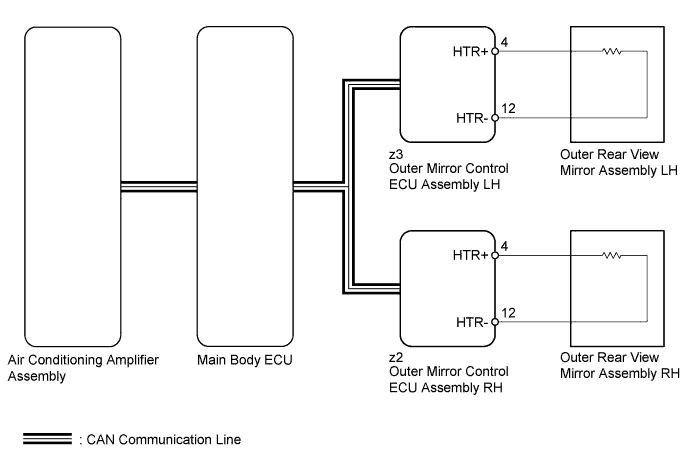 HTR+
4
HTR-
12
z3
Outer Mirror Control
ECU Assembly LH
Outer Rear View
Mirror Assembly LH
HTR+
4
HTR-
12
Air Conditioning Amplifier
Assembly
Main Body ECU
z2
Outer Mirror Control
ECU Assembly RH
Outer Rear View
Mirror Assembly RH
: CAN Communication Line